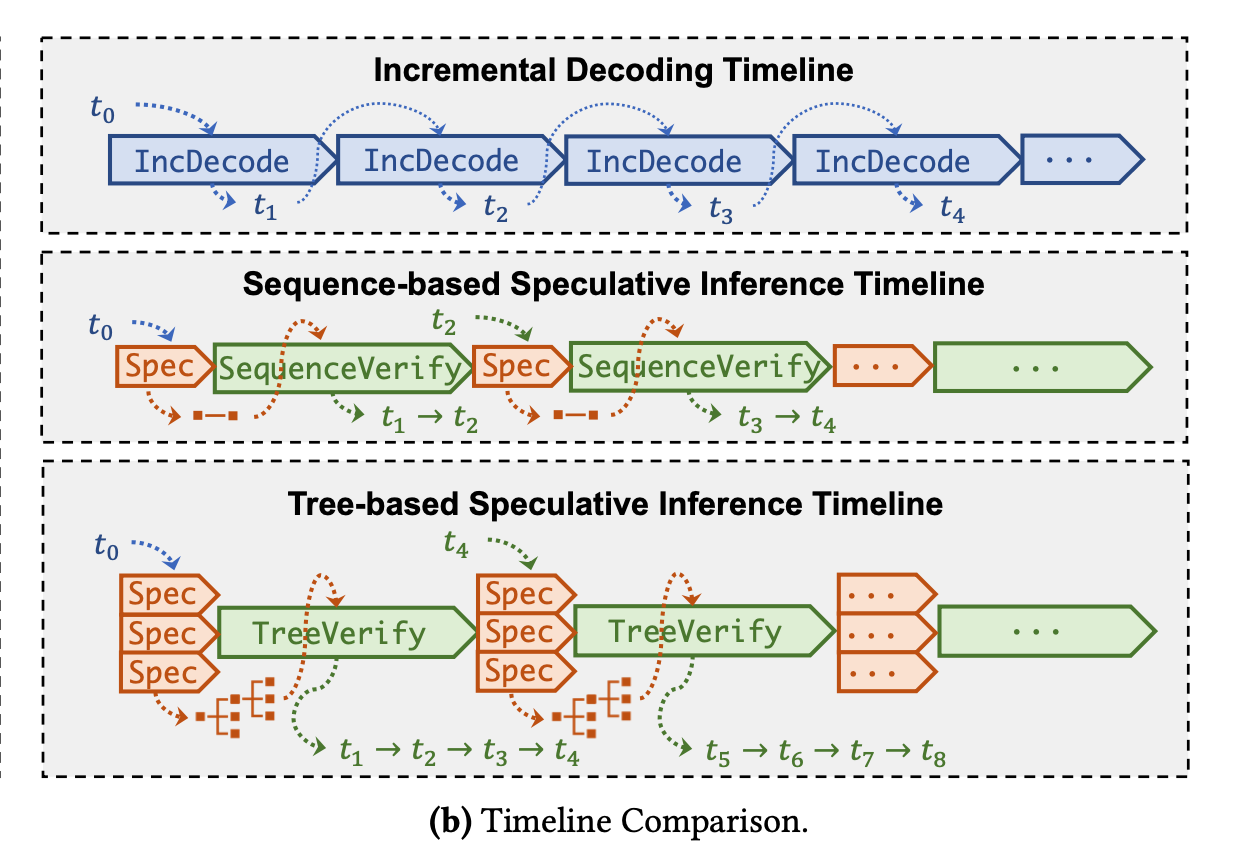 Incremental Decoding Timeline
t₀
IncDecode IncDecode IncDecode IncDecode ...
t₁ t₂ t₃ t₄
Sequence-based Speculative Inference Timeline
t₀ t₂
Spec SequenceVerify Spec SequenceVerify ... ...
t₁ → t₂ t₃ → t₄
Tree-based Speculative Inference Timeline
t₀ t₄
Spec Spec ...
Spec TreeVerify Spec TreeVerify ... ...
Spec Spec ...
t₁ → t₂ → t₃ → t₄ t₅ → t₆ → t₇ → t₈
(b) Timeline Comparison.